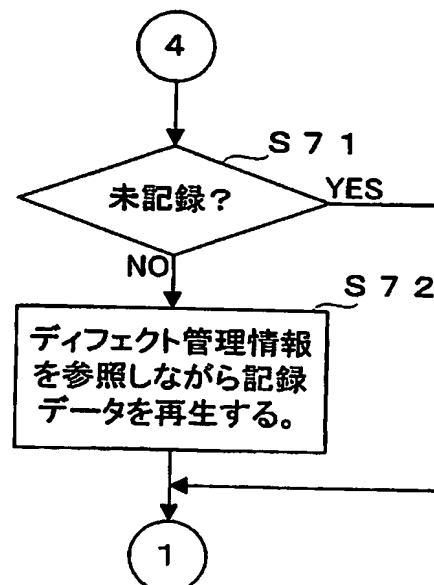 4
S71
未記録?
YES
NO
S72
ディフェクト管理情報
を参照しながら記録
データを再生する。
1